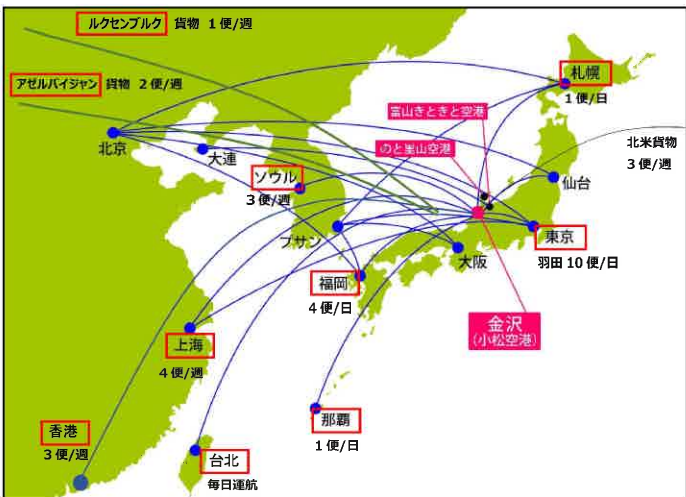 ルクセンブルク 貨物 1便/週
アゼルバイジャン 貨物 2便/週
札幌
1便/日
富山きときと空港
北米貨物
3便/週
のと里山空港
北京
大連
ソウル
3便/週
仙台
プサン
東京
羽田 10便/日
大阪
福岡
4便/日
金沢
(小松空港)
上海
4便/週
那覇
1便/日
香港
3便/週
台北
毎日運航